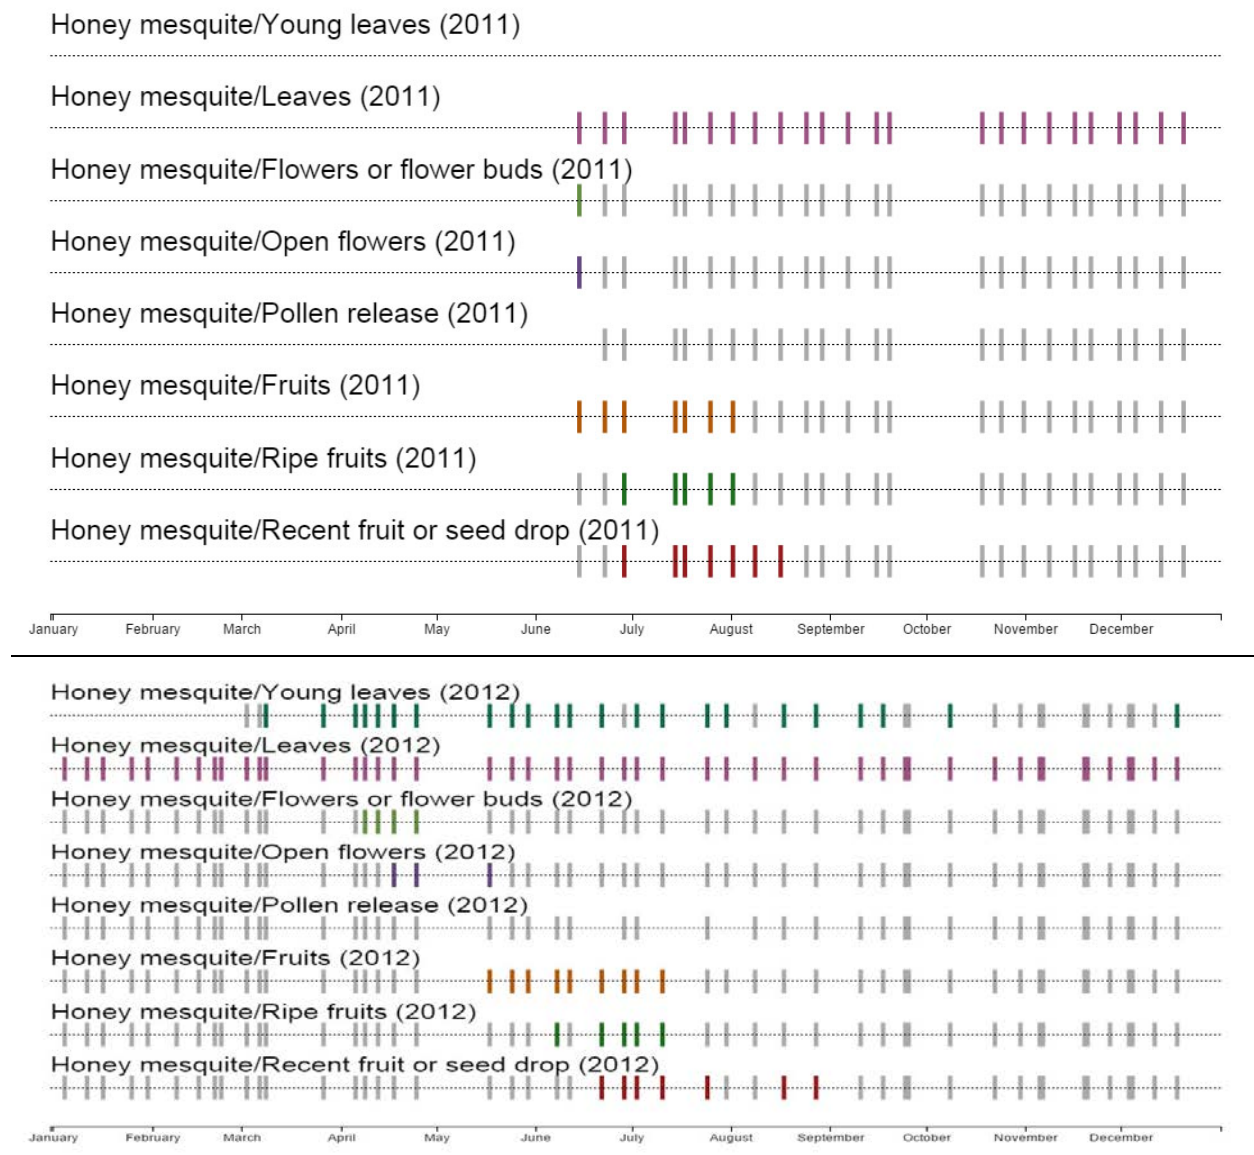 Honey mesquite/Young leaves (2011)
Honey mesquite/Leaves (2011)
Honey mesquite/Flowers or flower buds (2011)
Honey mesquite/Open flowers (2011)
Honey mesquite/Pollen release (2011)
Honey mesquite/Fruits (2011)
Honey mesquite/Ripe fruits (2011)
Honey mesquite/Recent fruit or seed drop (2011)
January February March April May June July August September October November December
Honey mesquite/Young leaves (2012)
Honey mesquite/Leaves (2012)
Honey mesquite/Flowers or flower buds (2012)
Honey mesquite/Open flowers (2012)
Honey mesquite/Pollen release (2012)
Honey mesquite/Fruits (2012)
Honey mesquite/Ripe fruits (2012)
Honey mesquite/Recent fruit or seed drop (2012)
January February March April May June July August September October November December